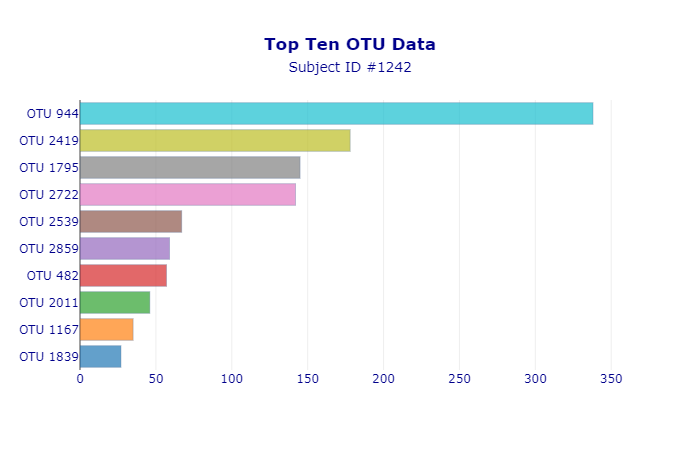 Top Ten OTU Data
Subject ID #1242
OTU 944
OTU 2419
OTU 1795
OTU 2722
OTU 2539
OTU 2859
OTU 482
OTU 2011
OTU 1167
OTU 1839
0 50 100 150 200 250 300 350